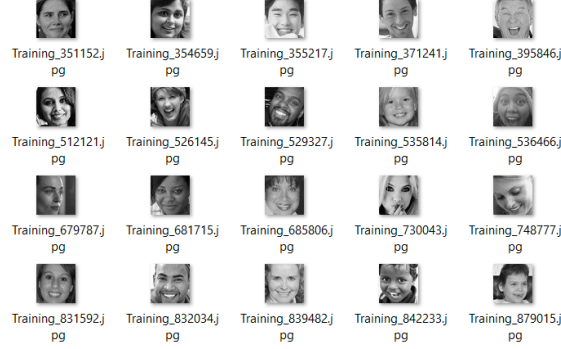 Training_351152.j
pg
Training_354659.j
pg
Training_355217.j
pg
Training_371241.j
pg
Training_395846.j
pg
Training_512121.j
pg
Training_526145.j
pg
Training_529327.j
pg
Training_535814.j
pg
Training_536466.j
pg
Training_679787.j
pg
Training_681715.j
pg
Training_685806.j
pg
Training_730043.j
pg
Training_748777.j
pg
Training_831592.j
pg
Training_832034.j
pg
Training_839482.j
pg
Training_842233.j
pg
Training_879015.j
pg